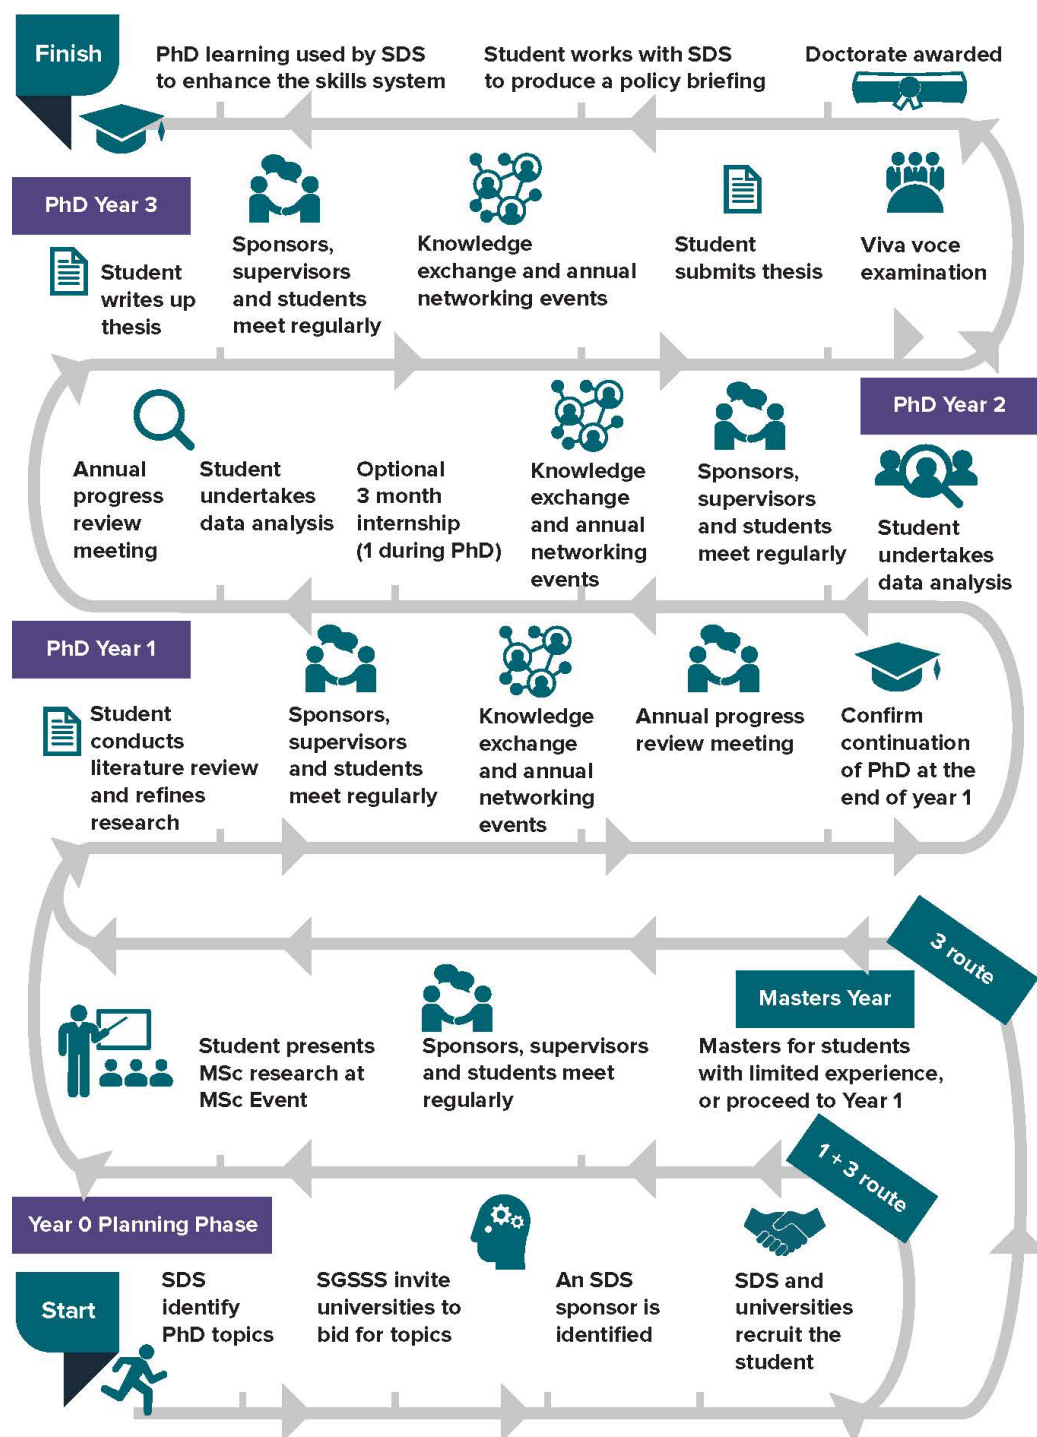 Finish
PhD learning used by SDS
to enhance the skills system
Student works with SDS
to produce a policy briefing
Doctorate awarded
PhD Year 3
Student
writes up
thesis
Sponsors,
supervisors
and students
meet regularly
Knowledge
exchange and annual
networking events
Student
submits thesis
Viva voce
examination
PhD Year 2
Annual
progress
review
meeting
Student
undertakes
data analysis
Optional
3 month
internship
(1 during PhD)
Knowledge
exchange
and annual
networking
events
Sponsors,
supervisors
and students
meet regularly
Student
undertakes
data analysis
PhD Year 1
Student
conducts
literature review
and refines
research
Sponsors,
supervisors
and students
meet regularly
Knowledge
exchange
and annual
networking
events
Annual progress
review meeting
Confirm
continuation
of PhD at the
end of year 1
3 route
Masters Year
Student presents
MSc research at
MSc Event
Sponsors, supervisors
and students meet
regularly
Masters for students
with limited experience,
or proceed to Year 1
1 + 3 route
Year 0 Planning Phase
Start
SDS
identify
PhD topics
SGSSS invite
universities to
bid for topics
An SDS
sponsor is
identified
SDS and
universities
recruit the
student